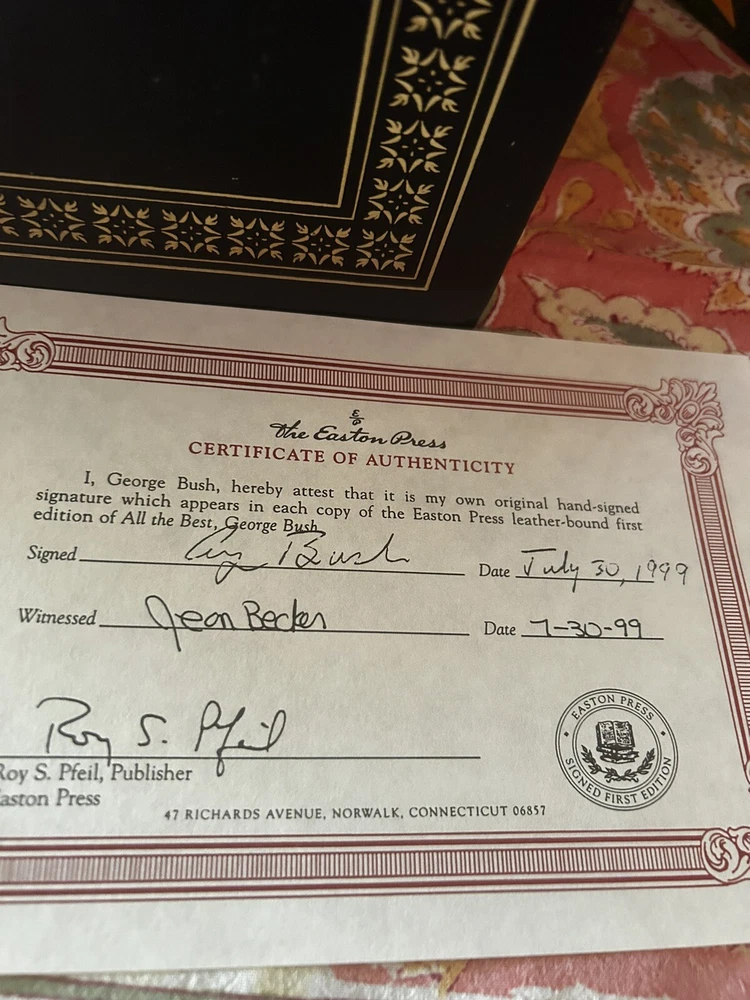 E/P
the Easton Press
CERTIFICATE OF AUTHENTICITY
I, George Bush, hereby attest that it is my own original hand-signed
signature which appears in each copy of the Easton Press leather-bound first
edition of All the Best, George Bush
Signed G Bush Date July 30, 1999
Witnessed Jean Becker Date 7-30-99
Roy S. Pfeil
Roy S. Pfeil, Publisher
aston Press
47 RICHARDS AVENUE, NORWALK, CONNECTICUT 06857
EASTON PRESS
SIGNED FIRST EDITION